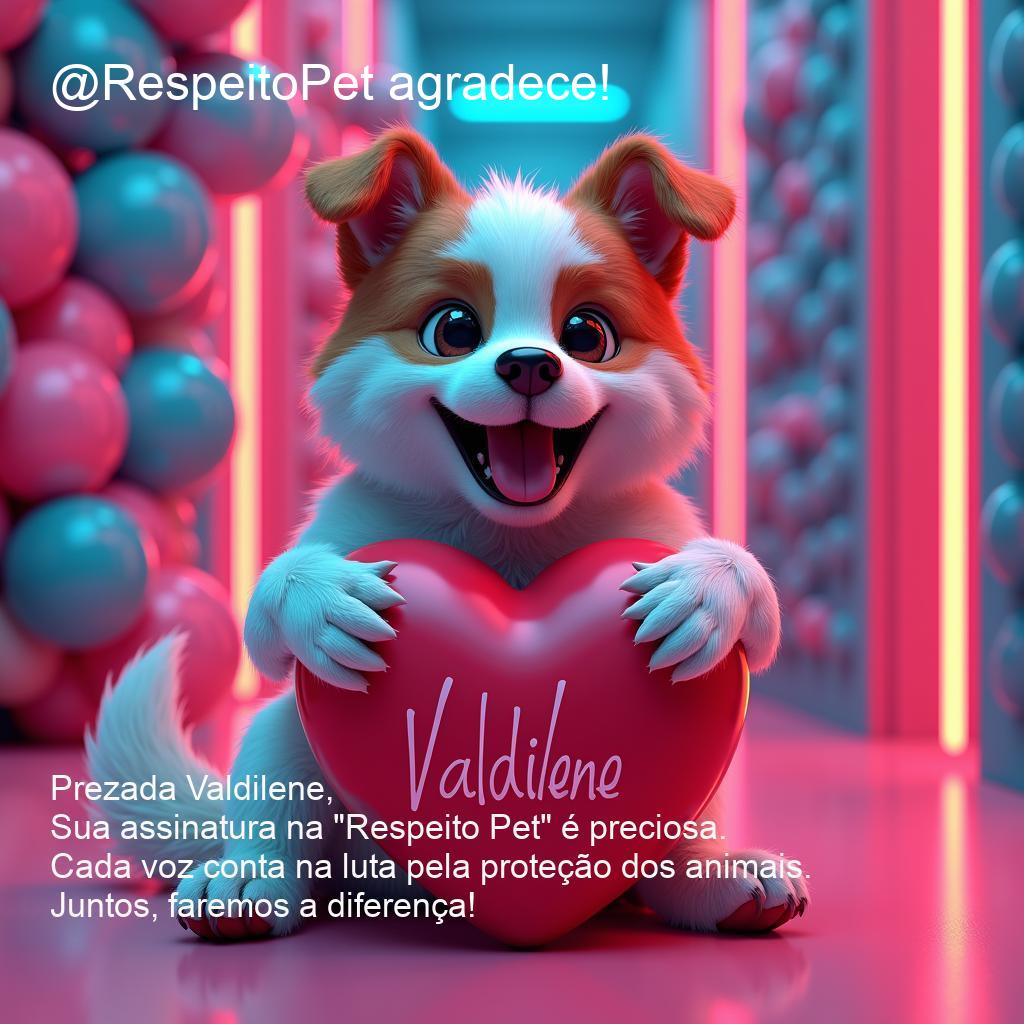 @RespeitoPet agradece!
Valdilene
Prezada Valdilene,
Sua assinatura na "Respeito Pet" é preciosa.
Cada voz conta na luta pela proteção dos animais.
Juntos, faremos a diferença!